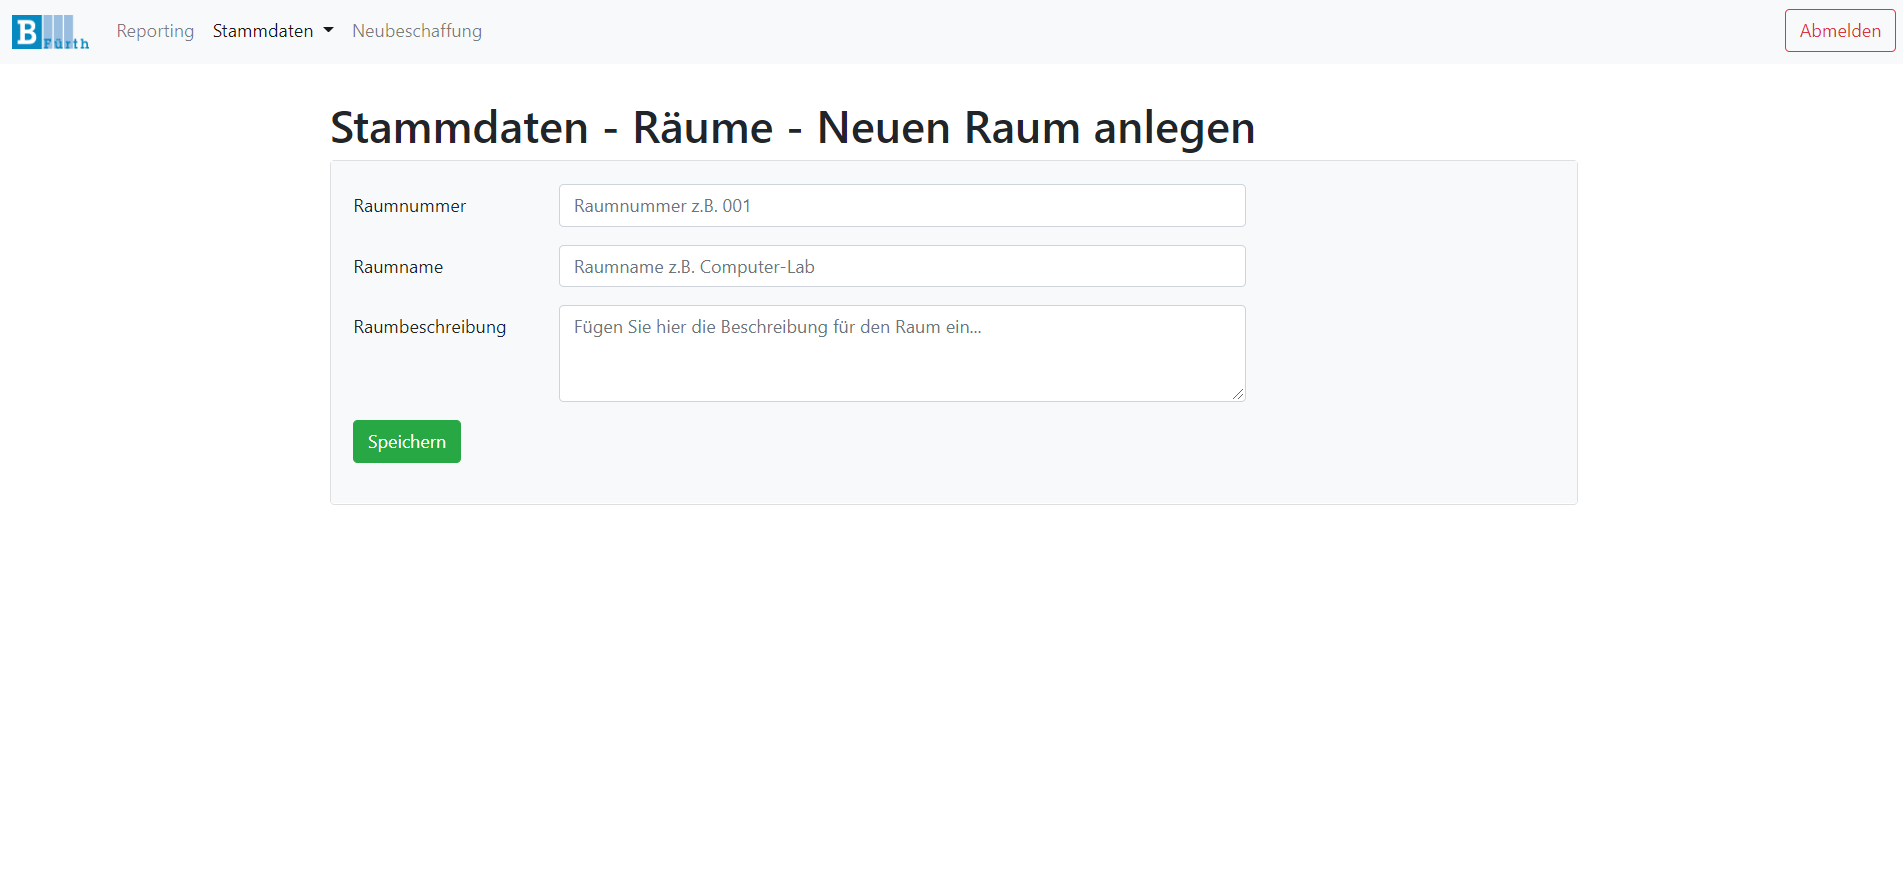 B Fürth Reporting Stammdaten Neubeschaffung Abmelden
Stammdaten - Räume - Neuen Raum anlegen
Raumnummer Raumnummer z.B. 001
Raumname Raumname z.B. Computer-Lab
Raumbeschreibung Fügen Sie hier die Beschreibung für den Raum ein...
Speichern